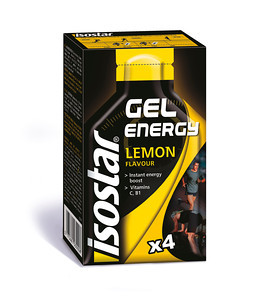 isostar®
GEL
ENERGY
LEMON
FLAVOUR
Instant energy
boost
Vitamins
C, B1
x4